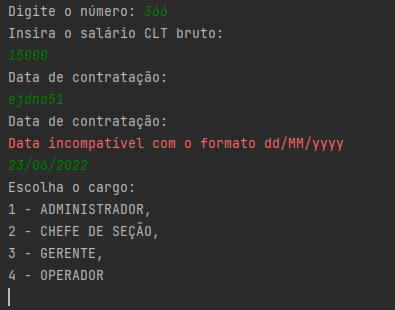 Digite o número: 366
Insira o salário CLT bruto:
15000
Data de contratação:
ejdna51
Data de contratação:
Data incompatível com o formato dd/MM/yyyy
23/06/2022
Escolha o cargo:
1 - ADMINISTRADOR,
2 - CHEFE DE SEÇÃO,
3 - GERENTE,
4 - OPERADOR